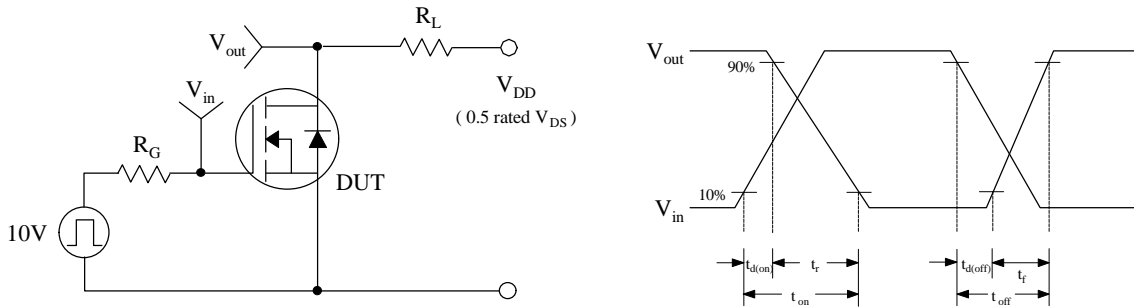 R_L
V_out
V_DD
( 0.5 rated V_DS )
V_in
R_G
DUT
10V
V_out
90%
10%
V_in
t_d(on)
t_r
t_on
t_d(off)
t_f
t_off